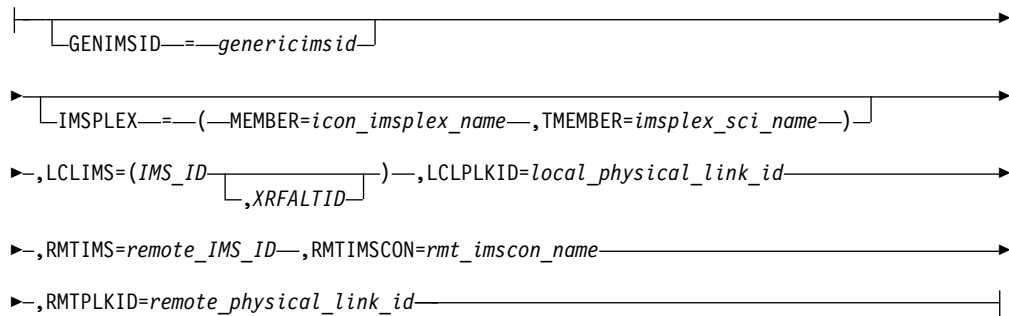 GENIMSID = genericimsid
IMSPLEX = ( MEMBER=icon_imsplex_name ,TMEMBER=imsplex_sci_name )
,LCLIMS=(IMS_ID ,XRFALTID ) ,LCLPLKID=local_physical_link_id
,RMTIMS=remote_IMS_ID ,RMTIMSCON=rmt_imscon_name
,RMTPLKID=remote_physical_link_id